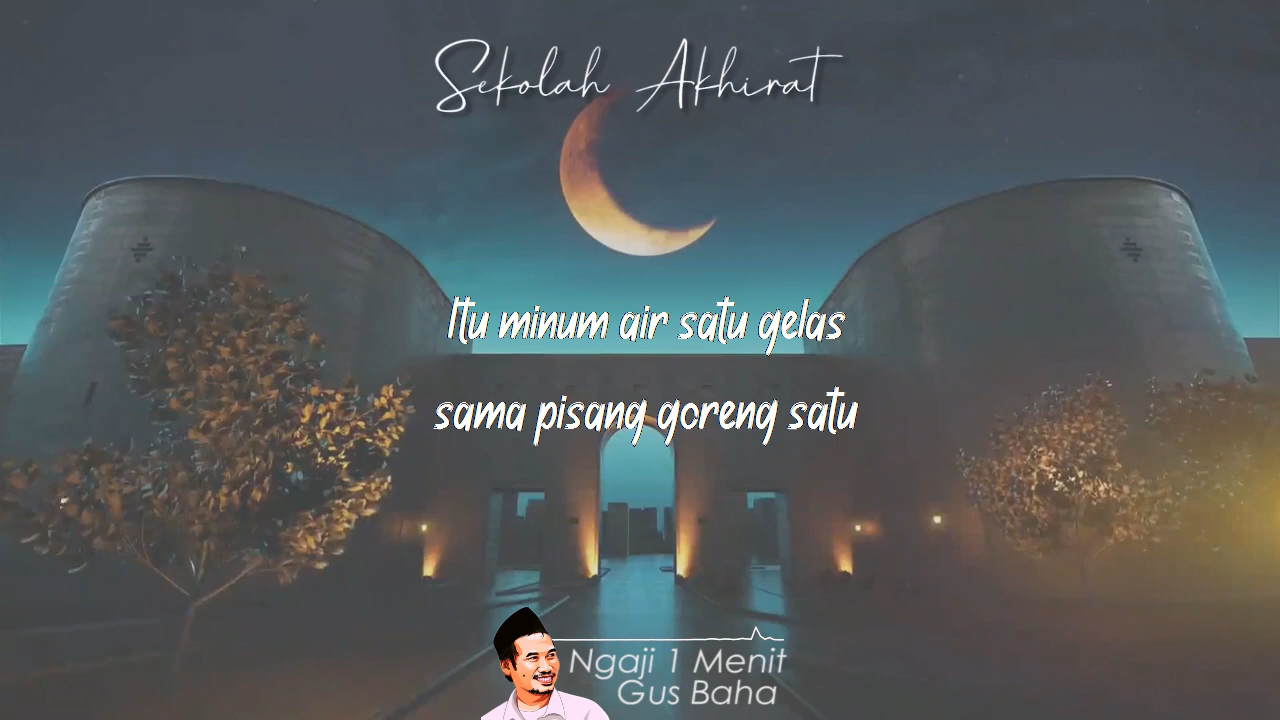 Sekolah Akhirat
Itu minum air satu gelas
sama pisang goreng satu
Ngaji 1 Menit
Gus Baha